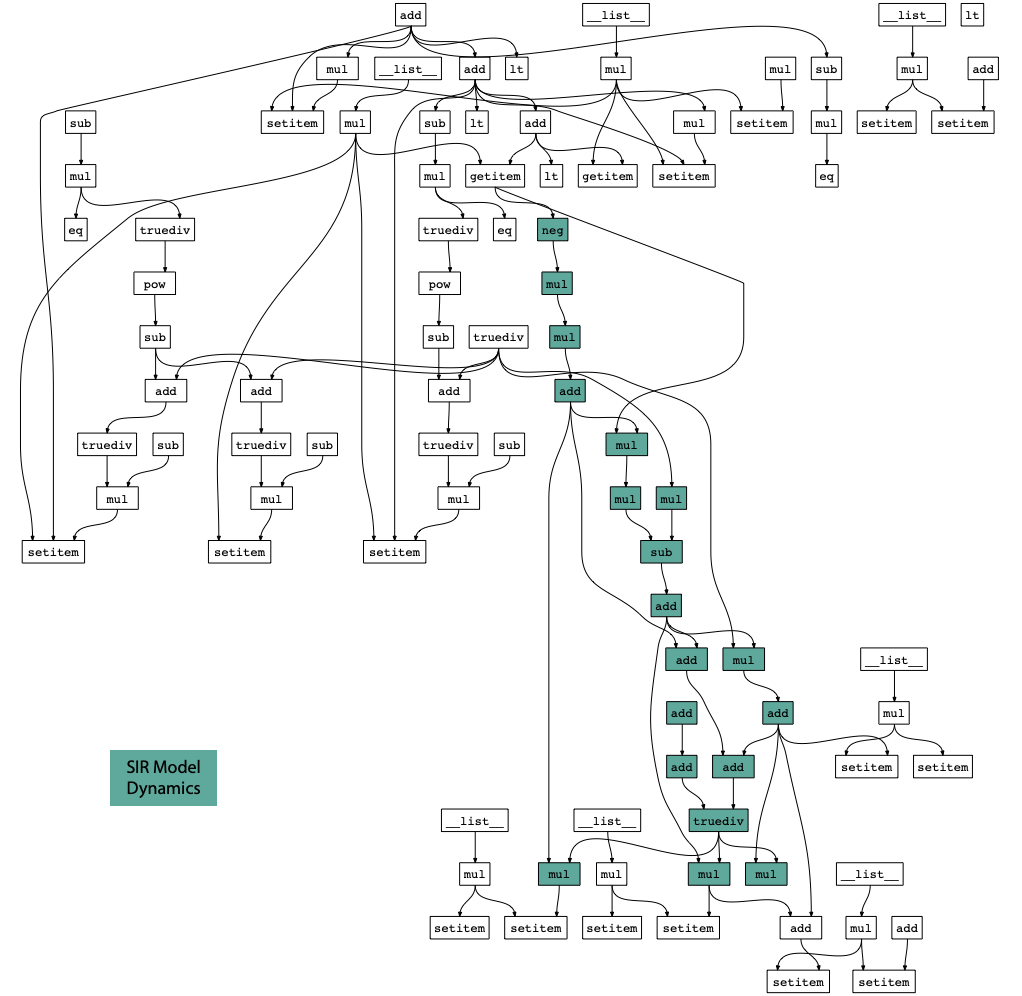 add __list__ __list__ lt
mul __list__ add lt mul mul sub mul add
setitem mul sub lt add mul setitem mul setitem setitem
sub
mul mul getitem lt getitem setitem eq
eq truediv truediv eq neg
pow pow mul
sub sub truediv mul
add add add add
truediv sub truediv sub truediv sub mul
mul mul mul mul mul
setitem setitem setitem sub
add
add mul __list__
add add mul
add add setitem setitem
SIR Model
Dynamics
__list__ __list__ truediv
mul mul mul mul mul __list__
setitem setitem setitem setitem add mul add
setitem setitem